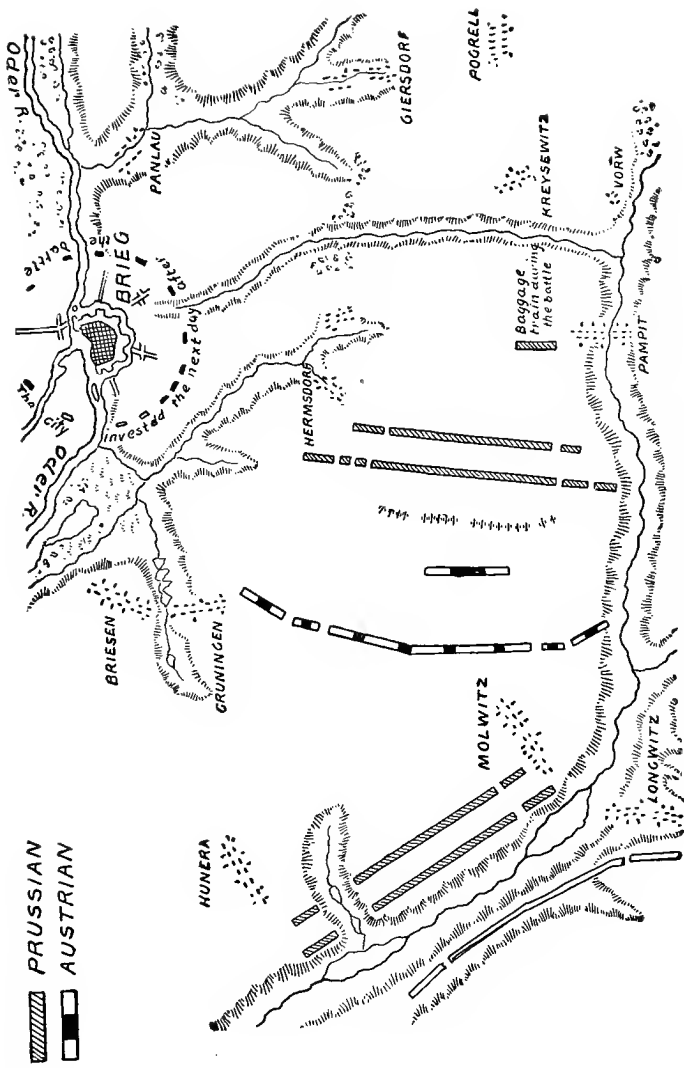 PRUSSIAN
AUSTRIAN
HUNERA
BRIESEN
GRUNINGEN
Oder R.
Oder R.
invested the next day after
the battle
BRIEG
PANLAU
HERMSDORF
GIERSDORF
POGRELL
MOLWITZ
Baggage
train during
the battle
KREYSEWITZ
VORW
LONGWITZ
PAMPIT